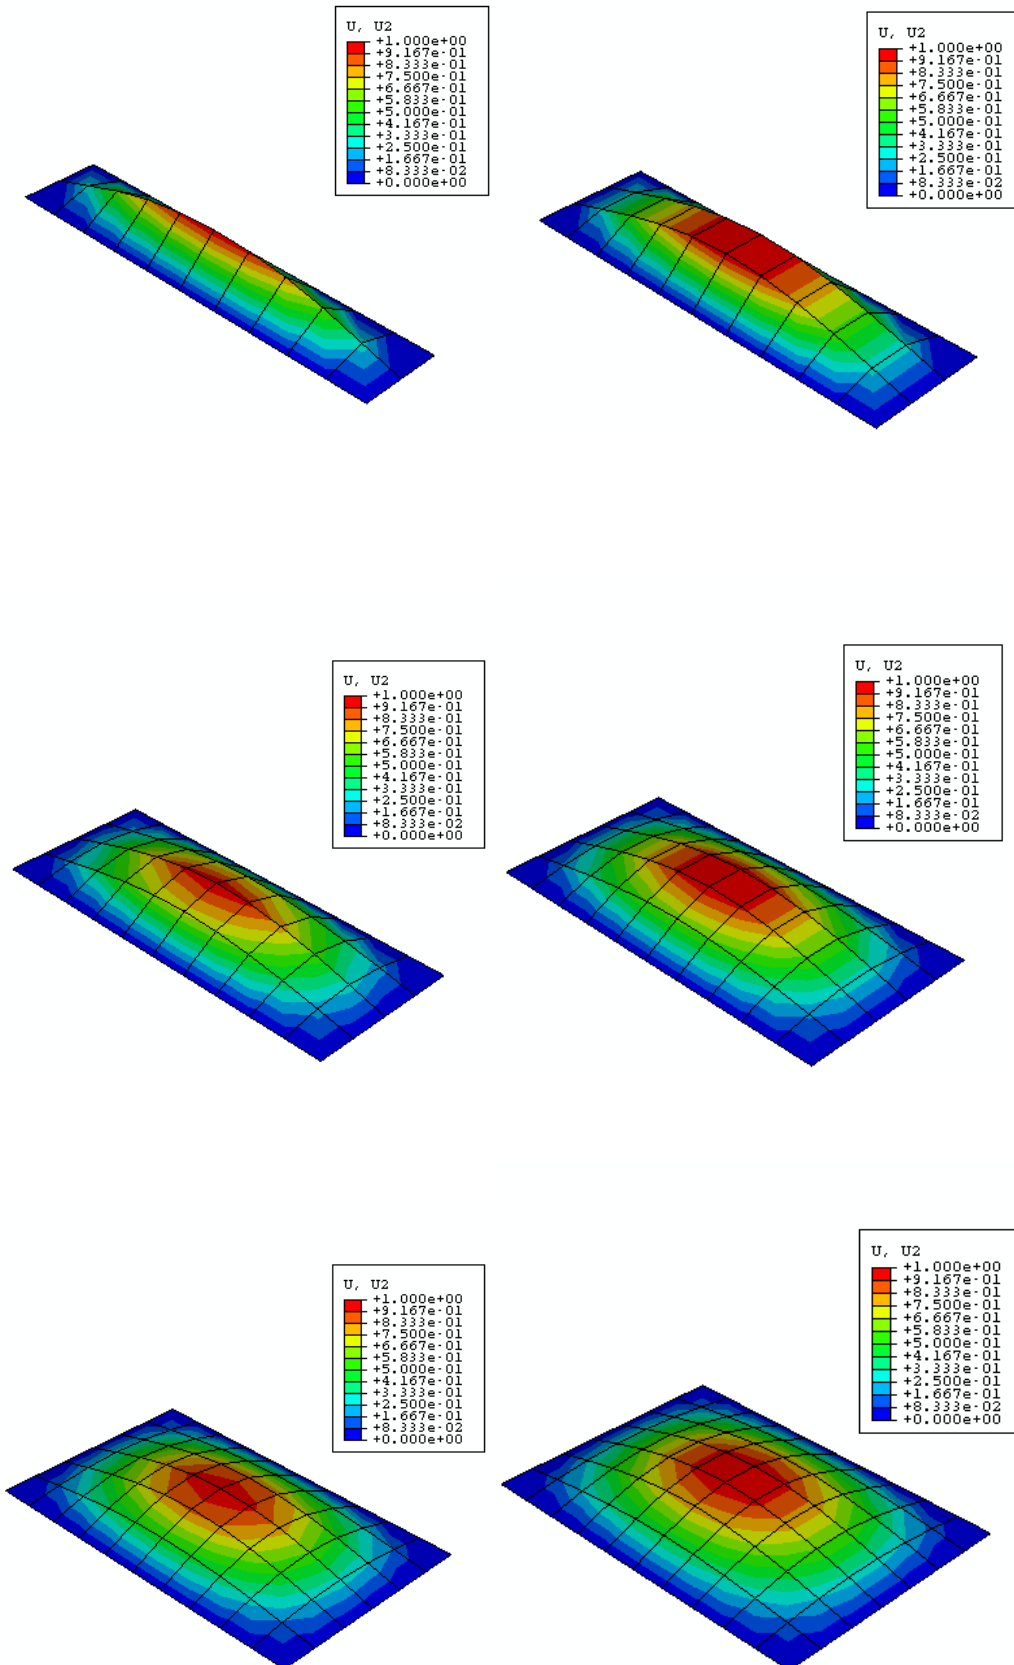 U, U2
+1.000e+00
+9.167e-01
+8.333e-01
+7.500e-01
+6.667e-01
+5.833e-01
+5.000e-01
+4.167e-01
+3.333e-01
+2.500e-01
+1.667e-01
+8.333e-02
+0.000e+00
U, U2
+1.000e+00
+9.167e-01
+8.333e-01
+7.500e-01
+6.667e-01
+5.833e-01
+5.000e-01
+4.167e-01
+3.333e-01
+2.500e-01
+1.667e-01
+8.333e-02
+0.000e+00
U, U2
+1.000e+00
+9.167e-01
+8.333e-01
+7.500e-01
+6.667e-01
+5.833e-01
+5.000e-01
+4.167e-01
+3.333e-01
+2.500e-01
+1.667e-01
+8.333e-02
+0.000e+00
U, U2
+1.000e+00
+9.167e-01
+8.333e-01
+7.500e-01
+6.667e-01
+5.833e-01
+5.000e-01
+4.167e-01
+3.333e-01
+2.500e-01
+1.667e-01
+8.333e-02
+0.000e+00
U, U2
+1.000e+00
+9.167e-01
+8.333e-01
+7.500e-01
+6.667e-01
+5.833e-01
+5.000e-01
+4.167e-01
+3.333e-01
+2.500e-01
+1.667e-01
+8.333e-02
+0.000e+00
U, U2
+1.000e+00
+9.167e-01
+8.333e-01
+7.500e-01
+6.667e-01
+5.833e-01
+5.000e-01
+4.167e-01
+3.333e-01
+2.500e-01
+1.667e-01
+8.333e-02
+0.000e+00